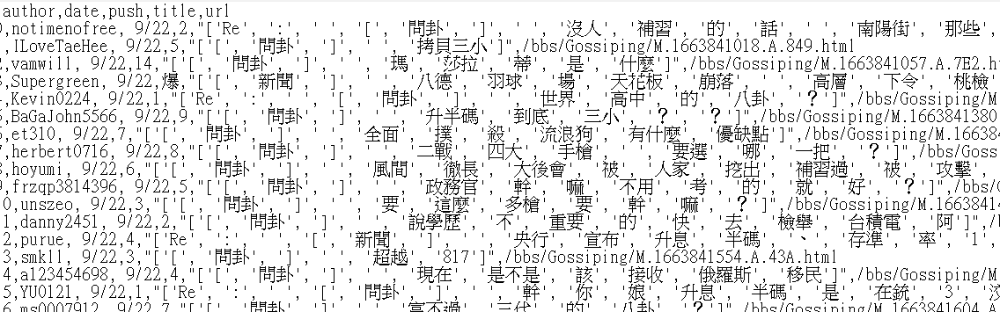 author,date,push,title,url
,notimenofree, 9/22,2,"['Re', ':', ' ', '[', '問卦', ']', ' ', '沒人', '補習', '的', '話', ' ', '南陽街', '那些',
,ILoveTaeHee, 9/22,5,"['[', '問卦', ']', ' ', '拷貝三小']",/bbs/Gossiping/M.1663841018.A.849.html
2,vamwill, 9/22,14,"['[', '問卦', ']', ' ', '瑪', '莎拉', '蒂', '是', '什麼']",/bbs/Gossiping/M.1663841057.A.7E2.h
,Supergreen, 9/22,爆,"['[', '新聞', ']', ' ', '八德', '羽球', '場', '天花板', '崩落', ' ', '高層', '下令', '桃檢
,Kevin0224, 9/22,1,"['Re', ':', ' ', '[', '問卦', ']', ' ', '世界', '高中', '的', '八卦', '？']",/bbs/Gossiping/M.
5,BaGaJohn5566, 9/22,9,"['[', '問卦', ']', ' ', '升半碼', '到底', '三小', '？', '？']",/bbs/Gossiping/M.1663841380
,et310, 9/22,7,"['[', '問卦', ']', ' ', '全面', '撲', '殺', '流浪狗', '有什麼', '優缺點']",/bbs/Gossiping/M.16638
7,herbert0716, 9/22,8,"['[', '問卦', ']', ' ', '二戰', '四大', '手槍', ' ', '要選', '哪', '一把', '？']",/bbs/Goss
,hoyumi, 9/22,6,"['[', '問卦', ']', ' ', '風間', '徹長', '大後會', '被', '人家', '挖出', '補習過', '被', '攻擊',
,frzqp3814396, 9/22,5,"['[', '問卦', ']', ' ', '政務官', '幹', '嘛', '不用', '考', '的', '就', '好', '？']",/bbs/
0,unszeo, 9/22,3,"['[', '問卦', ']', ' ', '要', '這麼', '多槍', '要', '幹', '嘛', '？']",/bbs/Gossiping/M.16638414
1,danny2451, 9/22,2,"['[', '問卦', ']', ' ', '說學歷', '不', '重要', '的', '快', '去', '檢舉', '台積電', '阿']",/b
2,purue, 9/22,4,"['Re', ':', ' ', '[', '新聞', ']', ' ', '央行', '宣布', '升息', '半碼', '、', '存準', '率', '1',
3,smkll, 9/22,3,"['[', '問卦', ']', ' ', '超越', '817']",/bbs/Gossiping/M.1663841554.A.43A.html
4,a123454698, 9/22,4,"['[', '問卦', ']', ' ', '現在', '是不是', '該', '接收', '俄羅斯', '移民']",/bbs/Gossiping/M.
5,YU0121, 9/22,1,"['Re', ':', ' ', '[', '問卦', ']', ' ', '幹', '你', '娘', '升息', '半碼', '是', '在銃', '3',
6,ms0007912, 9/22,7,"['[', '問卦', ']', ' ', '富不過', '三代', '的', '八卦', '？']",/bbs/Gossiping/M.1663841604.A.